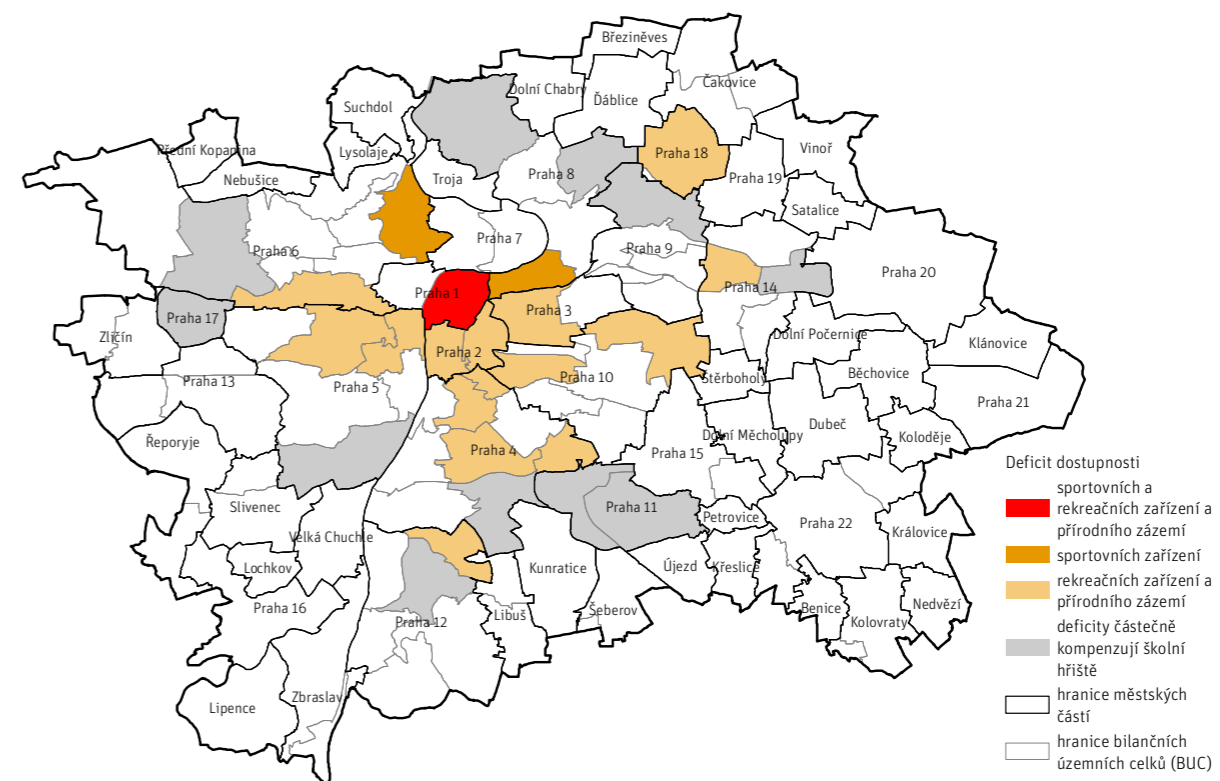 Březiněves
Čakovice
Dolní Chabry
Ďáblice
Suchdol
Přední Kopanina
Lysolaje
Praha 18
Vinoř
Nebušice
Troja
Praha 8
Praha 19
Satalice
Praha 6
Praha 7
Praha 9
Praha 20
Praha 1
Praha 14
Praha 17
Praha 3
Zličín
Dolní Počernice
Klánovice
Praha 2
Praha 13
Praha 5
Praha 10
Štěrboholy
Běchovice
Praha 21
Řeporyje
Dubeč
Koloděje
Dolní Měcholupy
Praha 4
Praha 15
Slivenec
Praha 11
Petrovice
Praha 22
Královice
Velká Chuchle
Lochkov
Kunratice
Újezd
Křeslice
Praha 16
Šeberov
Libuš
Praha 12
Benice
Nedvězí
Kolovraty
Zbraslav
Lipence
Deficit dostupnosti
sportovních a
rekreačních zařízení a
přírodního zázemí
sportovních zařízení
rekreačních zařízení a
přírodního zázemí
deficity částečně
kompenzují školní
hřiště
hranice městských
částí
hranice bilančních
územních celků (BUC)